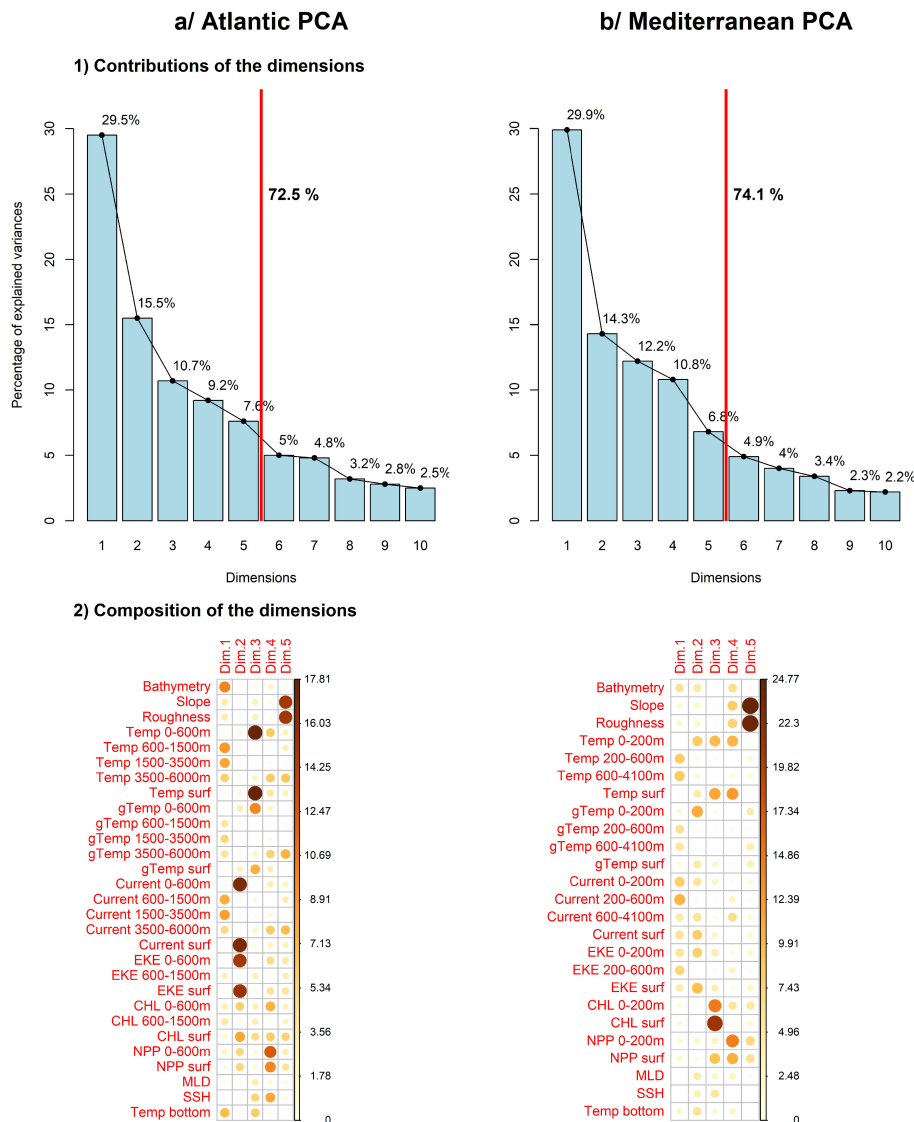 a/ Atlantic PCA
b/ Mediterranean PCA
1) Contributions of the dimensions
Percentage of explained variances
0
5
10
15
20
25
30
29.5%
15.5%
10.7%
9.2%
7.6%
5%
4.8%
3.2%
2.8%
2.5%
72.5 %
1 2 3 4 5 6 7 8 9 10
Dimensions
0
5
10
15
20
25
30
29.9%
14.3%
12.2%
10.8%
6.8%
4.9%
4%
3.4%
2.3%
2.2%
74.1 %
1 2 3 4 5 6 7 8 9 10
Dimensions
2) Composition of the dimensions
Dim.1
Dim.2
Dim.3
Dim.4
Dim.5
Bathymetry
Slope
Roughness
Temp 0-600m
Temp 600-1500m
Temp 1500-3500m
Temp 3500-6000m
Temp surf
gTemp 0-600m
gTemp 600-1500m
gTemp 1500-3500m
gTemp 3500-6000m
gTemp surf
Current 0-600m
Current 600-1500m
Current 1500-3500m
Current 3500-6000m
Current surf
EKE 0-600m
EKE 600-1500m
EKE surf
CHL 0-600m
CHL 600-1500m
CHL surf
NPP 0-600m
NPP surf
MLD
SSH
Temp bottom
17.81
16.03
14.25
12.47
10.69
8.91
7.13
5.34
3.56
1.78
0
Dim.1
Dim.2
Dim.3
Dim.4
Dim.5
Bathymetry
Slope
Roughness
Temp 0-200m
Temp 200-600m
Temp 600-4100m
Temp surf
gTemp 0-200m
gTemp 200-600m
gTemp 600-4100m
gTemp surf
Current 0-200m
Current 200-600m
Current 600-4100m
Current surf
EKE 0-200m
EKE 200-600m
EKE surf
CHL 0-200m
CHL surf
NPP 0-200m
NPP surf
MLD
SSH
Temp bottom
24.77
22.3
19.82
17.34
14.86
12.39
9.91
7.43
4.96
2.48
0